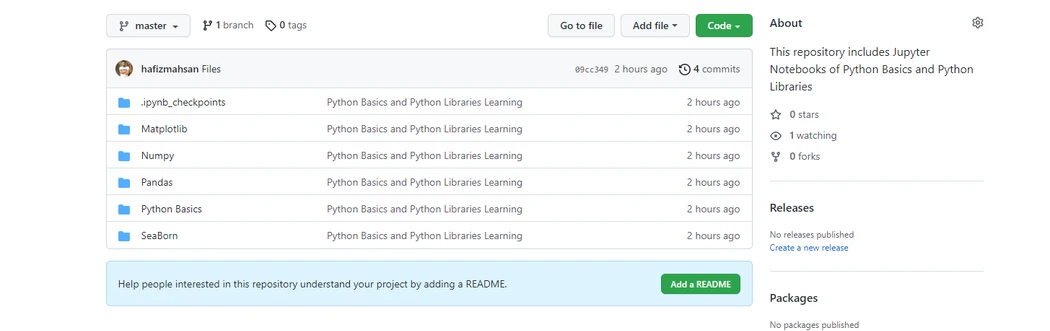 master 1 branch 0 tags Go to file Add file Code
hafizmahsan Files 09cc349 2 hours ago 4 commits
.ipynb_checkpoints Python Basics and Python Libraries Learning 2 hours ago
Matplotlib Python Basics and Python Libraries Learning 2 hours ago
Numpy Python Basics and Python Libraries Learning 2 hours ago
Pandas Python Basics and Python Libraries Learning 2 hours ago
Python Basics Python Basics and Python Libraries Learning 2 hours ago
SeaBorn Python Basics and Python Libraries Learning 2 hours ago
Help people interested in this repository understand your project by adding a README. Add a README
About
This repository includes Jupyter
Notebooks of Python Basics and Python
Libraries
0 stars
1 watching
0 forks
Releases
No releases published
Create a new release
Packages
No packages published